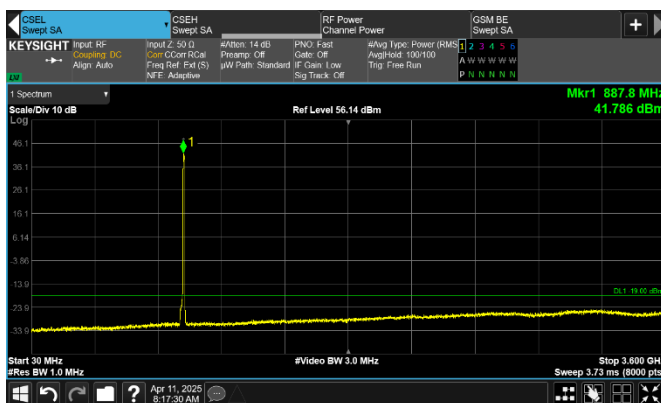 CSEL
Swept SA
CSEH
Swept SA
RF Power
Channel Power
GSM BE
Swept SA
+
KEYSIGHT
Input: RF
Coupling: DC
Align: Auto
Input Z: 50 Ω
Corr CCorr RCal
Freq Ref: Ext (S)
NFE: Adaptive
#Atten: 14 dB
Preamp: Off
µW Path: Standard
PNO: Fast
Gate: Off
IF Gain: Low
Sig Track: Off
#Avg Type: Power (RMS
Avg|Hold: 100/100
Trig: Free Run
1 2 3 4 5 6
A W W W W W
P N N N N N
1 Spectrum
Scale/Div 10 dB
Log
Ref Level 56.14 dBm
Mkr1 887.8 MHz
41.786 dBm
1
46.1
36.1
26.1
16.1
6.14
-3.86
-13.9
-23.9
-33.9
DL1 -19.00 dBm
Start 30 MHz
#Res BW 1.0 MHz
#Video BW 3.0 MHz
Stop 3.600 GH
Sweep 3.73 ms (8000 pts
?
Apr 11, 2025
8:17:30 AM